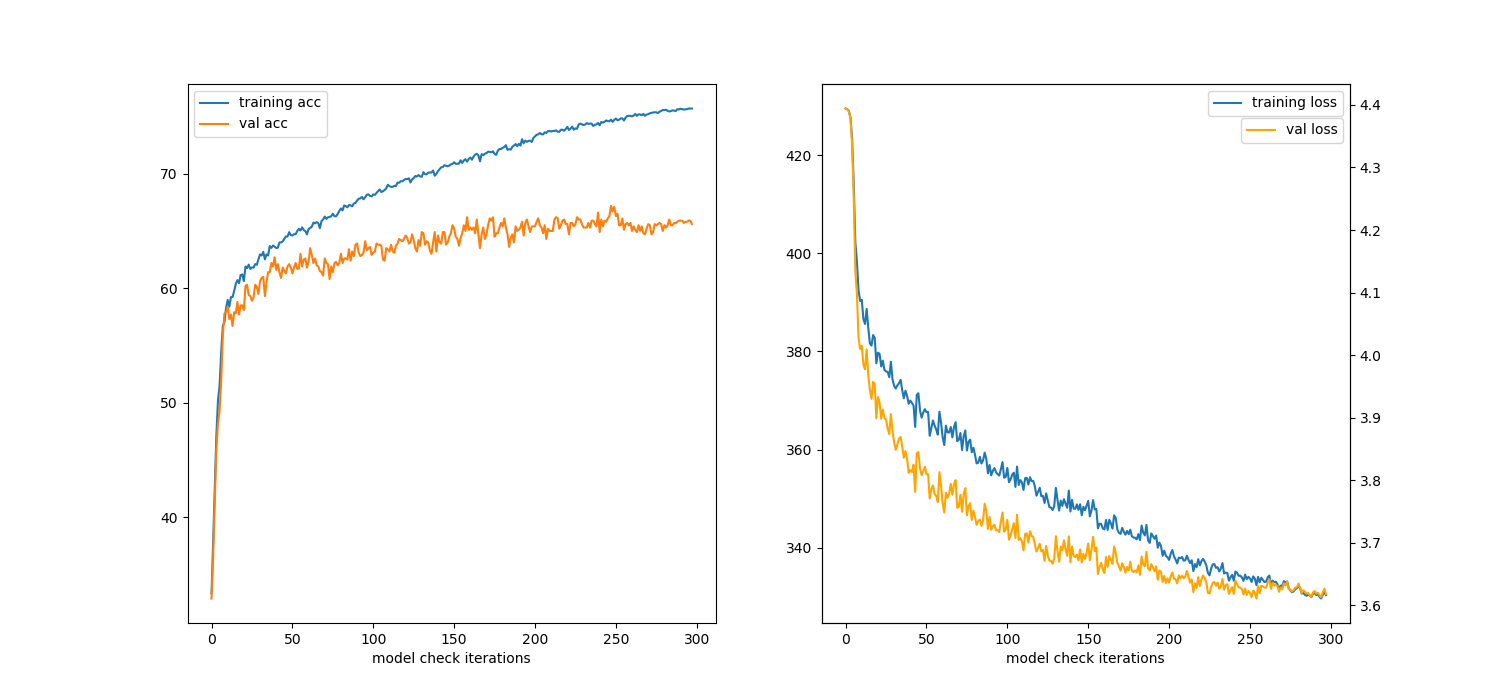 training acc
val acc
70
60
50
40
0 50 100 150 200 250 300
model check iterations
training loss
val loss
420
400
380
360
340
4.4
4.3
4.2
4.1
4.0
3.9
3.8
3.7
3.6
0 50 100 150 200 250 300
model check iterations